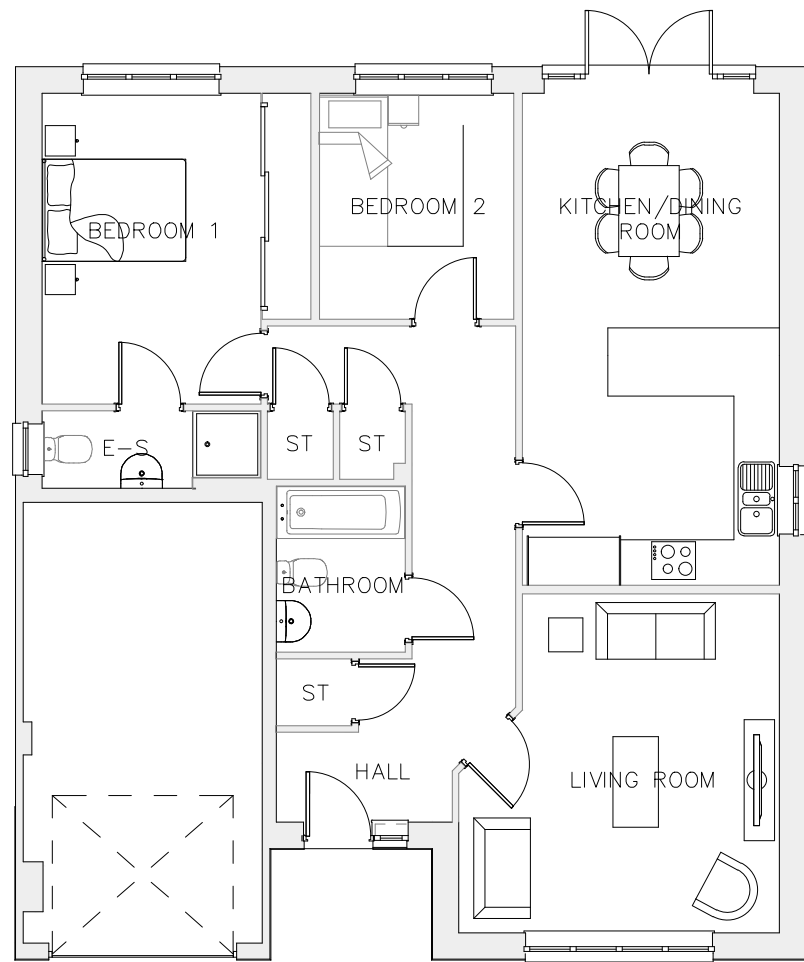 BEDROOM 1
BEDROOM 2
KITCHEN/DINING
ROOM
E-S
ST
ST
BATHROOM
ST
HALL
LIVING ROOM